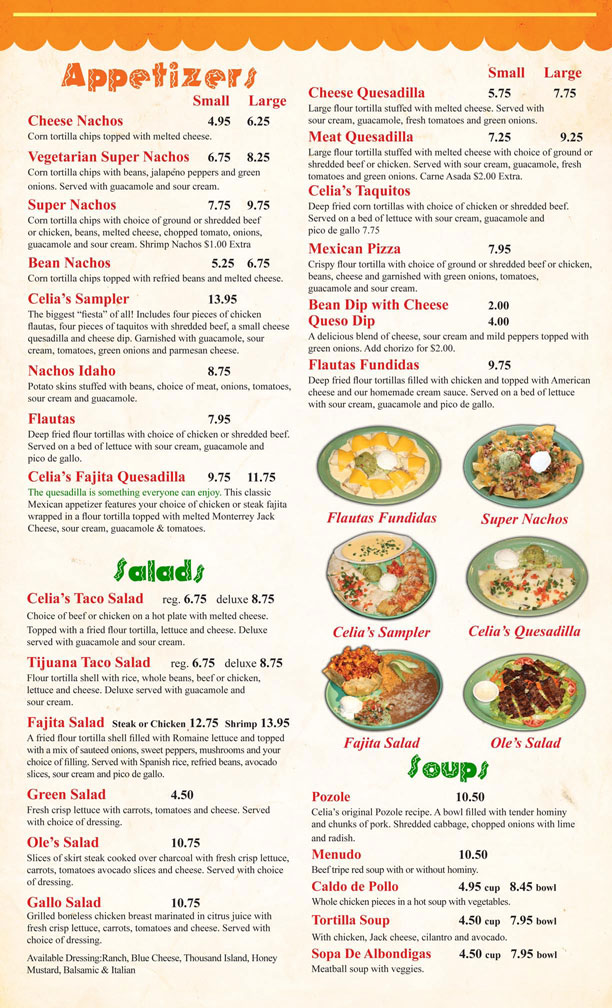 Appetizers
Small Large
Cheese Nachos 4.95 6.25
Corn tortilla chips topped with melted cheese.
Vegetarian Super Nachos 6.75 8.25
Corn tortilla chips with beans, jalapéno peppers and green
onions. Served with guacamole and sour cream.
Super Nachos 7.75 9.75
Corn tortilla chips with choice of ground or shredded beef
or chicken, beans, melted cheese, chopped tomato, onions,
guacamole and sour cream. Shrimp Nachos $1.00 Extra
Bean Nachos 5.25 6.75
Corn tortilla chips topped with refried beans and melted cheese.
Celia's Sampler 13.95
The biggest “fiesta” of all! Includes four pieces of chicken
flautas, four pieces of taquitos with shredded beef, a small cheese
quesadilla and cheese dip. Garnished with guacamole, sour
cream, tomatoes, green onions and parmesan cheese.
Nachos Idaho 8.75
Potato skins stuffed with beans, choice of meat, onions, tomatoes,
sour cream and guacamole.
Flautas 7.95
Deep fried flour tortillas with choice of chicken or shredded beef.
Served on a bed of lettuce with sour cream, guacamole and
pico de gallo.
Celia's Fajita Quesadilla 9.75 11.75
The quesadilla is something everyone can enjoy. This classic
Mexican appetizer features your choice of chicken or steak fajita
wrapped in a flour tortilla topped with melted Monterrey Jack
Cheese, sour cream, guacamole & tomatoes.
Salads
Celia's Taco Salad reg. 6.75 deluxe 8.75
Choice of beef or chicken on a hot plate with melted cheese.
Topped with a fried flour tortilla, lettuce and cheese. Deluxe
served with guacamole and sour cream.
Tijuana Taco Salad reg. 6.75 deluxe 8.75
Flour tortilla shell with rice, whole beans, beef or chicken,
lettuce and cheese. Deluxe served with guacamole and
sour cream.
Fajita Salad Steak or Chicken 12.75 Shrimp 13.95
A fried flour tortilla shell filled with Romaine lettuce and topped
with a mix of sauteed onions, sweet peppers, mushrooms and your
choice of filling. Served with Spanish rice, refried beans, avocado
slices, sour cream and pico de gallo.
Green Salad 4.50
Fresh crisp lettuce with carrots, tomatoes and cheese. Served
with choice of dressing.
Ole's Salad 10.75
Slices of skirt steak cooked over charcoal with fresh crisp lettuce,
carrots, tomatoes avocado slices and cheese. Served with choice
of dressing.
Gallo Salad 10.75
Grilled boneless chicken breast marinated in citrus juice with
fresh crisp lettuce, carrots, tomatoes and cheese. Served with
choice of dressing.
Available Dressing:Ranch, Blue Cheese, Thousand Island, Honey
Mustard, Balsamic & Italian
Small Large
Cheese Quesadilla 5.75 7.75
Large flour tortilla stuffed with melted cheese. Served with
sour cream, guacamole, fresh tomatoes and green onions.
Meat Quesadilla 7.25 9.25
Large flour tortilla stuffed with melted cheese with choice of ground or
shredded beef or chicken. Served with sour cream, guacamole, fresh
tomatoes and green onions. Carne Asada $2.00 Extra.
Celia's Taquitos
Deep fried corn tortillas with choice of chicken or shredded beef.
Served on a bed of lettuce with sour cream, guacamole and
pico de gallo 7.75
Mexican Pizza 7.95
Crispy flour tortilla with choice of ground or shredded beef or chicken,
beans, cheese and garnished with green onions, tomatoes,
guacamole and sour cream.
Bean Dip with Cheese 2.00
Queso Dip 4.00
A delicious blend of cheese, sour cream and mild peppers topped with
green onions. Add chorizo for $2.00.
Flautas Fundidas 9.75
Deep fried flour tortillas filled with chicken and topped with American
cheese and our homemade cream sauce. Served on a bed of lettuce
with sour cream, guacamole and pico de gallo.
Flautas Fundidas Super Nachos
Celia's Sampler Celia's Quesadilla
Fajita Salad Ole's Salad
Soups
Pozole 10.50
Celia's original Pozole recipe. A bowl filled with tender hominy
and chunks of pork. Shredded cabbage, chopped onions with lime
and radish.
Menudo 10.50
Beef tripe red soup with or without hominy.
Caldo de Pollo 4.95 cup 8.45 bowl
Whole chicken pieces in a hot soup with vegetables.
Tortilla Soup 4.50 cup 7.95 bowl
With chicken, Jack cheese, cilantro and avocado.
Sopa De Albondigas 4.50 cup 7.95 bowl
Meatball soup with veggies.